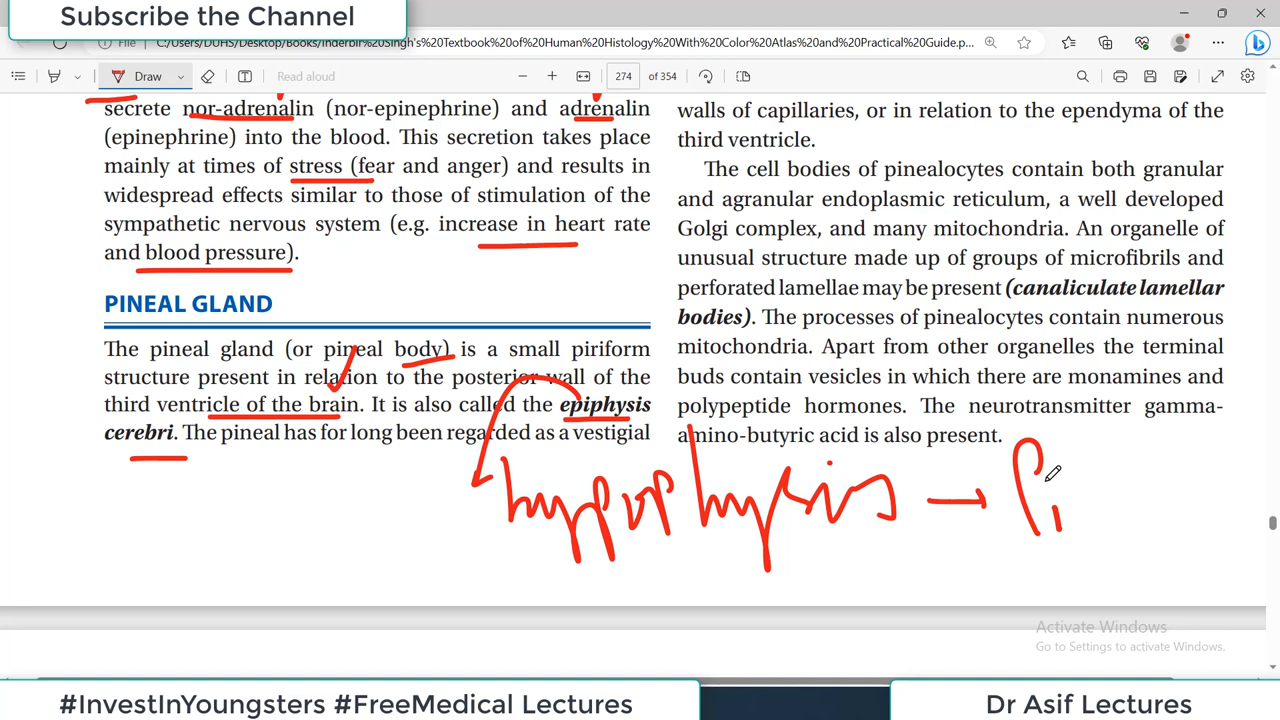 Subscribe the Channel
File C:/Users/DUHS/Desktop/Books/Inderbir%20Singh's%20Textbook%20of%20Human%20Histology%20With%20Color%20Atlas%20and%20Practical%20Guide.p...
Draw Read aloud 274 of 354
secrete nor-adrenalin (nor-epinephrine) and adrenalin
(epinephrine) into the blood. This secretion takes place
mainly at times of stress (fear and anger) and results in
widespread effects similar to those of stimulation of the
sympathetic nervous system (e.g. increase in heart rate
and blood pressure).
PINEAL GLAND
The pineal gland (or pineal body) is a small piriform
structure present in relation to the posterior wall of the
third ventricle of the brain. It is also called the epiphysis
cerebri. The pineal has for long been regarded as a vestigial
walls of capillaries, or in relation to the ependyma of the
third ventricle.
The cell bodies of pinealocytes contain both granular
and agranular endoplasmic reticulum, a well developed
Golgi complex, and many mitochondria. An organelle of
unusual structure made up of groups of microfibrils and
perforated lamellae may be present (canaliculate lamellar
bodies). The processes of pinealocytes contain numerous
mitochondria. Apart from other organelles the terminal
buds contain vesicles in which there are monamines and
polypeptide hormones. The neurotransmitter gamma-
amino-butyric acid is also present.
hypophysis → Pi
Activate Windows
Go to Settings to activate Windows.
#InvestInYoungsters #FreeMedical Lectures
Dr Asif Lectures